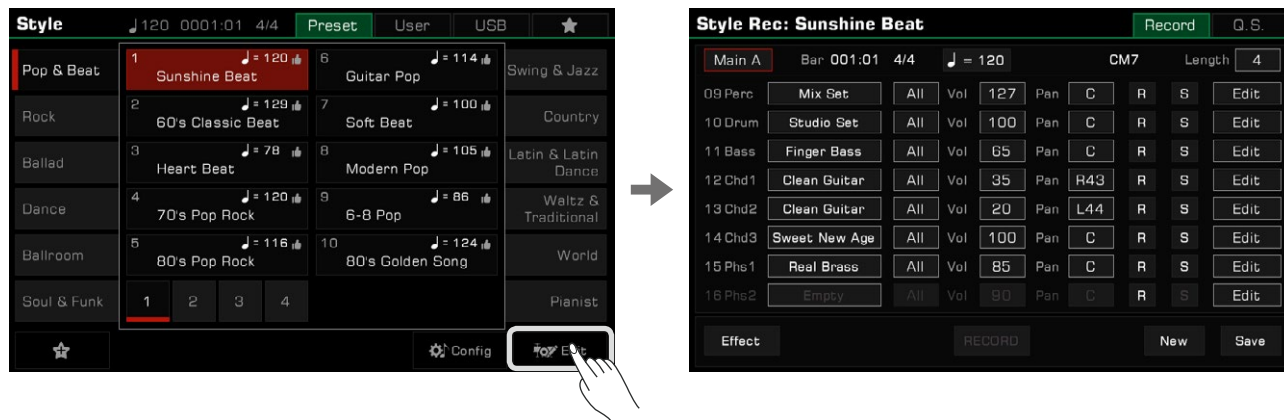 Style ♩120 0001:01 4/4 Preset User USB ★
Pop & Beat
Rock
Ballad
Dance
Ballroom
Soul & Funk
1 ♩= 120
Sunshine Beat
2 ♩= 129
60's Classic Beat
3 ♩= 78
Heart Beat
4 ♩= 120
70's Pop Rock
5 ♩= 116
80's Pop Rock
6 ♩= 114
Guitar Pop
7 ♩= 100
Soft Beat
8 ♩= 105
Modern Pop
9 ♩= 86
6-8 Pop
10 ♩= 124
80's Golden Song
1 2 3 4
Swing & Jazz
Country
Latin & Latin
Dance
Waltz &
Traditional
World
Pianist
Config
Style Rec: Sunshine Beat Record Q.S.
Main A Bar 001:01 4/4 ♩= 120 CM7 Length 4
09 Perc Mix Set All Vol 127 Pan C R S Edit
10 Drum Studio Set All Vol 100 Pan C R S Edit
11 Bass Finger Bass All Vol 65 Pan C R S Edit
12 Chd1 Clean Guitar All Vol 35 Pan R43 R S Edit
13 Chd2 Clean Guitar All Vol 20 Pan L44 R S Edit
14 Chd3 Sweet New Age All Vol 100 Pan C R S Edit
15 Phs1 Real Brass All Vol 85 Pan C R S Edit
16 Phs2 Empty All Vol 90 Pan C R S Edit
Effect RECORD New Save